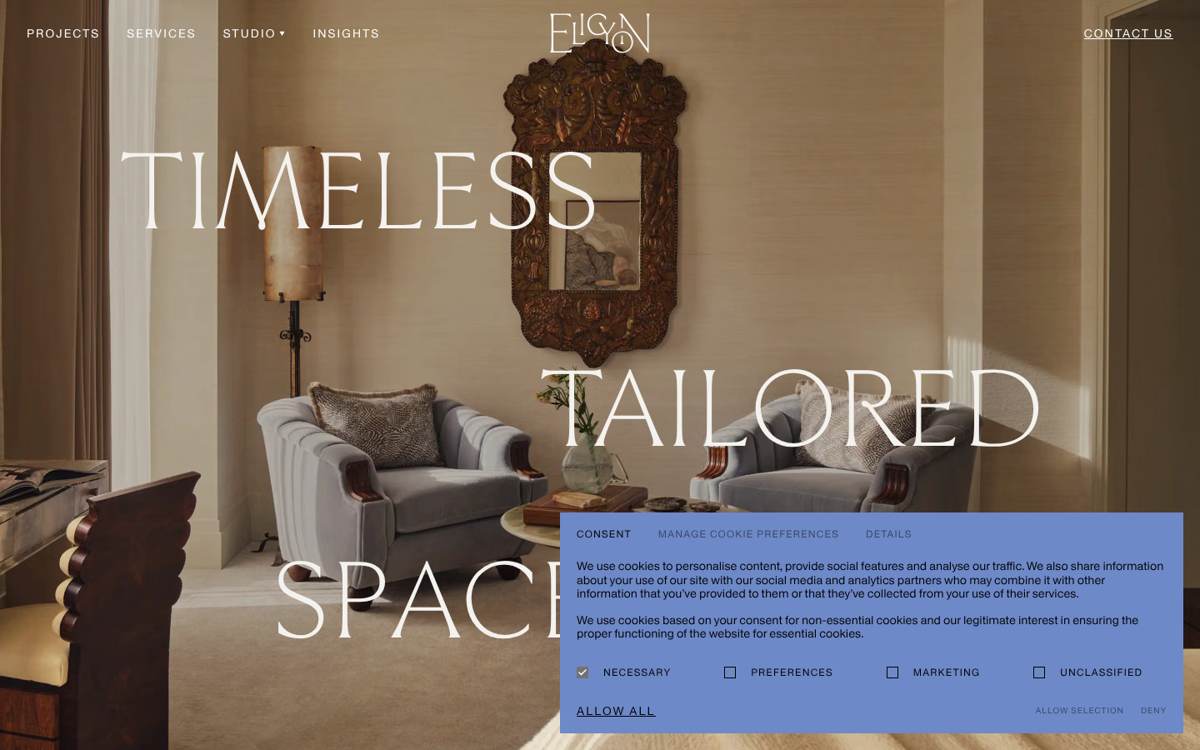 PROJECTS SERVICES STUDIO ▾ INSIGHTS ELICYON CONTACT US
TIMELESS
TAILORED
SPACE
CONSENT MANAGE COOKIE PREFERENCES DETAILS
We use cookies to personalise content, provide social features and analyse our traffic. We also share information
about your use of our site with our social media and analytics partners who may combine it with other
information that you've provided to them or that they've collected from your use of their services.
We use cookies based on your consent for non-essential cookies and our legitimate interest in ensuring the
proper functioning of the website for essential cookies.
NECESSARY PREFERENCES MARKETING UNCLASSIFIED
ALLOW ALL ALLOW SELECTION DENY